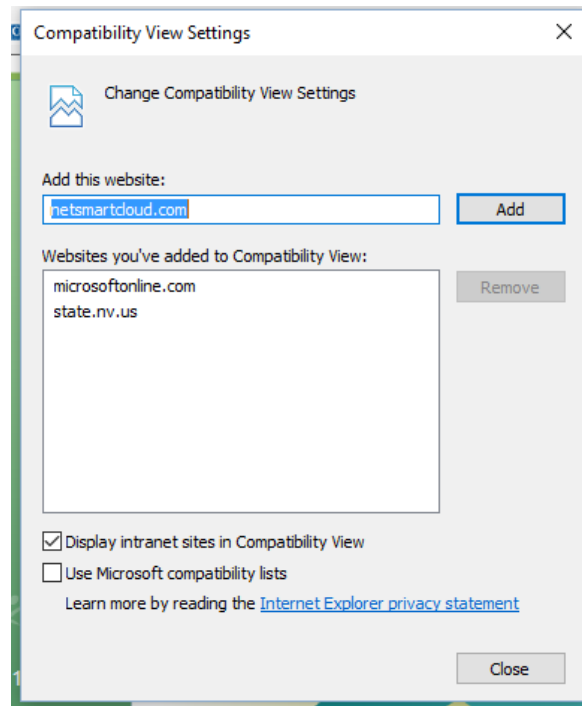 Compatibility View Settings
Change Compatibility View Settings
Add this website:
netsmartcloud.com
Add
Websites you've added to Compatibility View:
microsoftonline.com
state.nv.us
Remove
Display intranet sites in Compatibility View
Use Microsoft compatibility lists
Learn more by reading the Internet Explorer privacy statement
Close